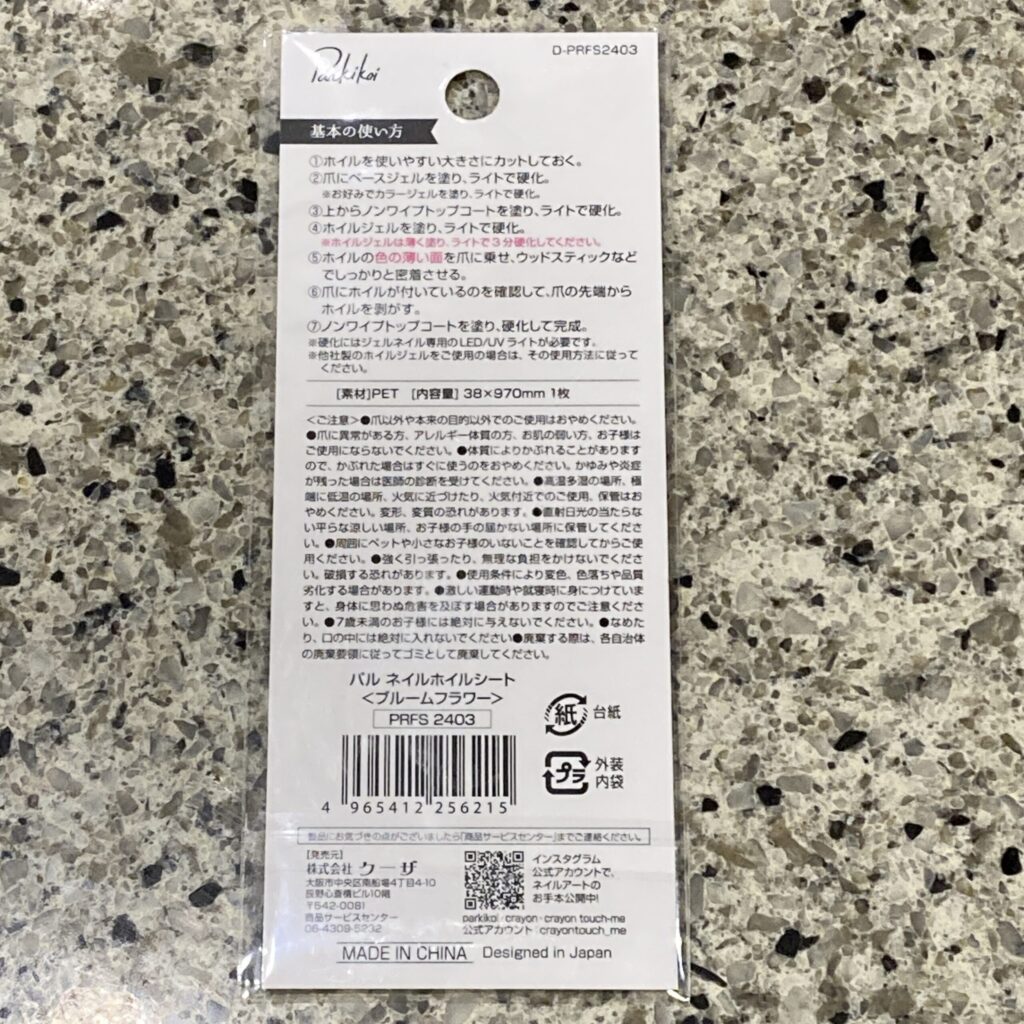 Parkikoi
D-PRFS2403
基本の使い方
①ホイルを使いやすい大きさにカットしておく。
②爪にベースジェルを塗り、ライトで硬化。
※お好みでカラージェルを塗り、ライトで硬化。
③上からノンワイプトップコートを塗り、ライトで硬化。
④ホイルジェルを塗り、ライトで硬化。
※ホイルジェルは薄く塗り、ライトで3分硬化してください。
⑤ホイルの色の薄い面を爪に乗せ、ウッドスティックなど
でしっかりと密着させる。
⑥爪にホイルが付いているのを確認して、爪の先端から
ホイルを剥がす。
⑦ノンワイプトップコートを塗り、硬化して完成。
※硬化にはジェルネイル専用のLED/UVライトが必要です。
※他社製のホイルジェルをご使用の場合は、その使用方法に従って
ください。
[素材]PET [内容量] 38×970mm 1枚
<ご注意>●爪以外や本来の目的以外でのご使用はおやめください。
●爪に異常がある方、アレルギー体質の方、お肌の弱い方、お子様は
ご使用にならないでください。●体質によりかぶれることがあります
ので、かぶれた場合はすぐに使うのをおやめください。かゆみや炎症
が残った場合は医師の診断を受けてください。●高温多湿の場所、極
端に低温の場所、火気に近づけたり、火気付近でのご使用、保管はお
やめください。変形、変質の恐れがあります。●直射日光の当たらな
い平らな涼しい場所、お子様の手の届かない場所に保管してくださ
い。●周囲にペットや小さなお子様のいないことを確認してからご使
用ください。●強く引っ張ったり、無理な負担をかけないでくださ
い。破損する恐れがあります。●使用条件により変色、色落ちや品質
劣化する場合があります。●激しい運動時や就寝時に身につけていま
すと、身体に思わぬ危害を及ぼす場合がありますのでご注意くださ
い。●7歳未満のお子様には絶対に与えないでください。●なめた
り、口の中には絶対に入れないでください●廃棄する際は、各自治体
の廃棄要領に従ってゴミとして廃棄してください。
パル ネイルホイルシート
<ブルームフラワー>
PRFS 2403
紙 台紙
プラ 外装
内袋
4 965412 256215
製品にお気づきの点がございましたら「商品サービスセンター」までご連絡ください。
[発売元]
株式会社 クーザ
大阪市中央区南船場4丁目4-10
辰野心斎橋ビル10階
〒542-0081
商品サービスセンター
06-4309-5232
インスタグラム
公式アカウントで、
ネイルアートの
お手本公開中!
parkikoi・crayon・crayon touch-me
公式アカウント:crayontouch_me
MADE IN CHINA Designed in Japan